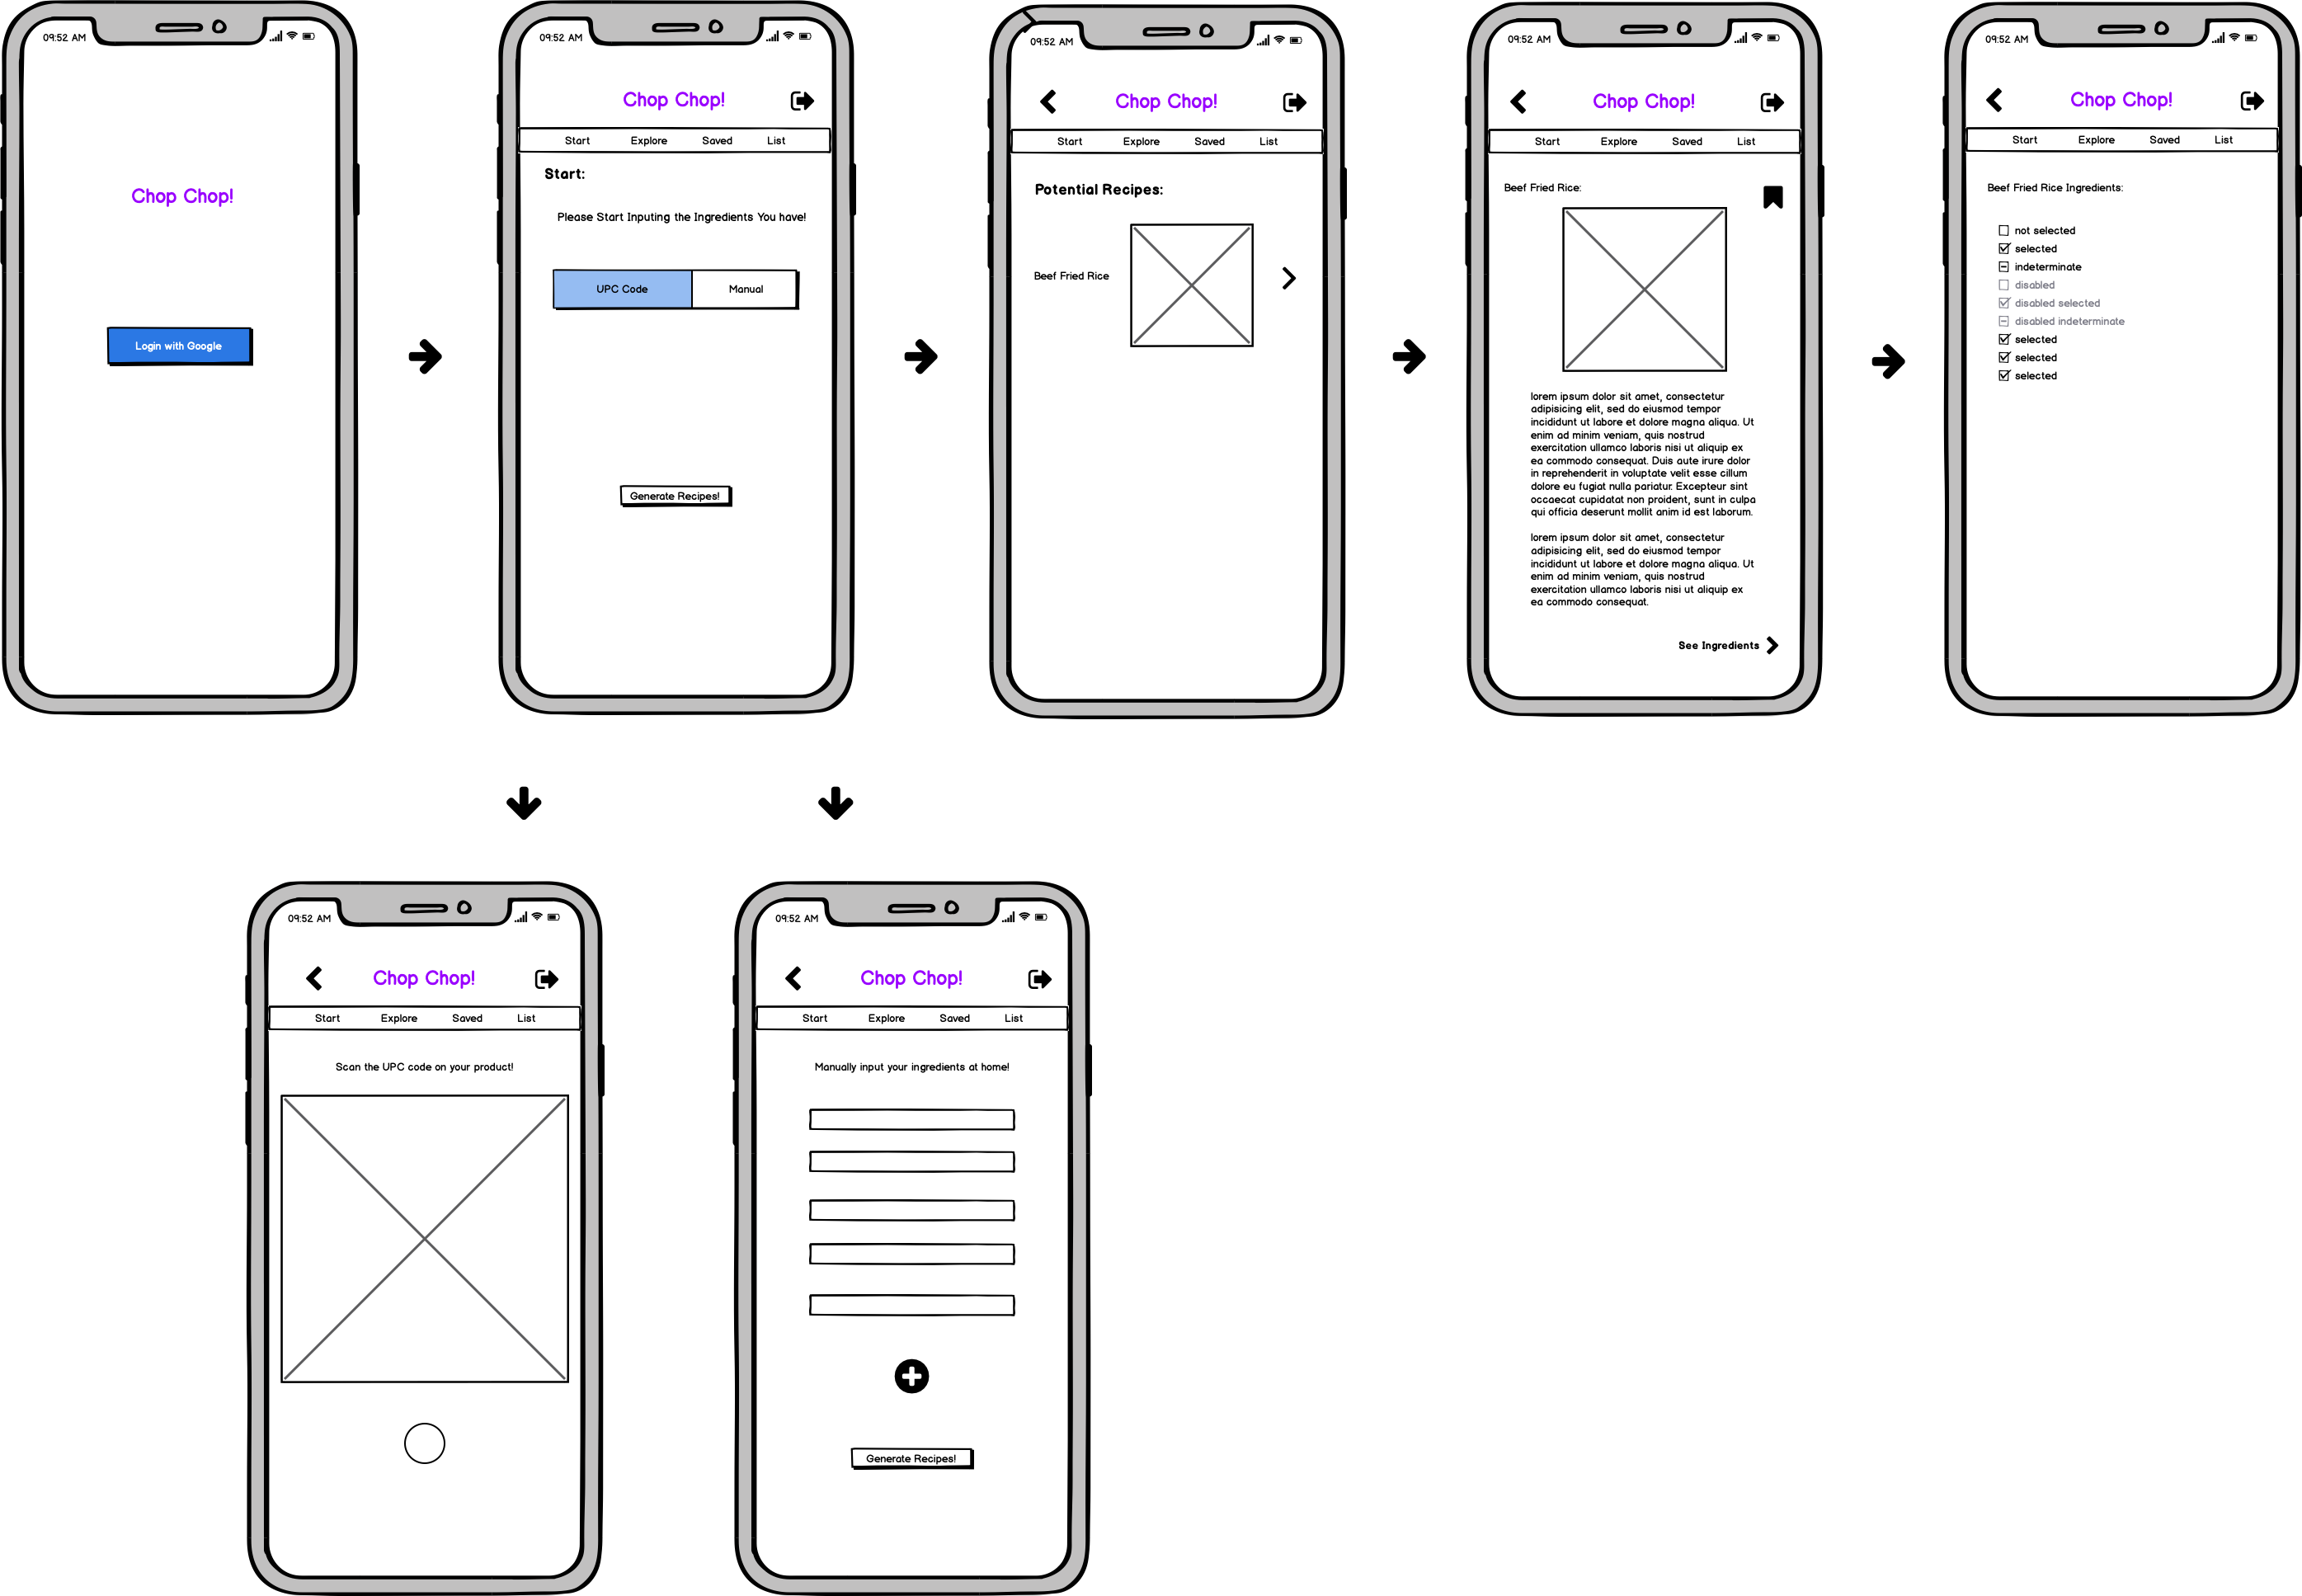 09:52 AM
Chop Chop!
Login with Google
09:52 AM
Chop Chop!
Start Explore Saved List
Start:
Please Start Inputing the Ingredients You have!
UPC Code Manual
Generate Recipes!
09:52 AM
Chop Chop!
Start Explore Saved List
Potential Recipes:
Beef Fried Rice
09:52 AM
Chop Chop!
Start Explore Saved List
Beef Fried Rice:
lorem ipsum dolor sit amet, consectetur
adipisicing elit, sed do eiusmod tempor
incididunt ut labore et dolore magna aliqua. Ut
enim ad minim veniam, quis nostrud
exercitation ullamco laboris nisi ut aliquip ex
ea commodo consequat. Duis aute irure dolor
in reprehenderit in voluptate velit esse cillum
dolore eu fugiat nulla pariatur. Excepteur sint
occaecat cupidatat non proident, sunt in culpa
qui officia deserunt mollit anim id est laborum.
lorem ipsum dolor sit amet, consectetur
adipisicing elit, sed do eiusmod tempor
incididunt ut labore et dolore magna aliqua. Ut
enim ad minim veniam, quis nostrud
exercitation ullamco laboris nisi ut aliquip ex
ea commodo consequat.
See Ingredients
09:52 AM
Chop Chop!
Start Explore Saved List
Beef Fried Rice Ingredients:
not selected
selected
indeterminate
disabled
disabled selected
disabled indeterminate
selected
selected
selected
09:52 AM
Chop Chop!
Start Explore Saved List
Scan the UPC code on your product!
09:52 AM
Chop Chop!
Start Explore Saved List
Manually input your ingredients at home!
Generate Recipes!